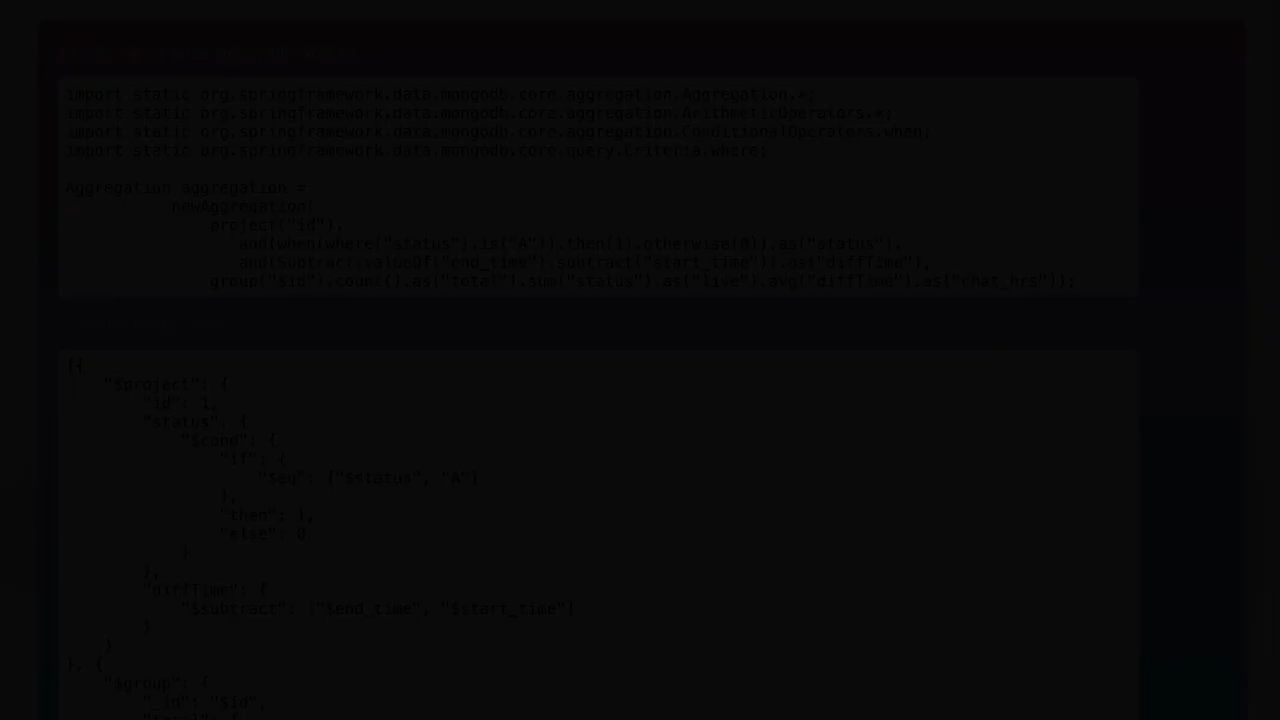 import static org.springframework.data.mongodb.core.aggregation.Aggregation.*;
import static org.springframework.data.mongodb.core.aggregation.ArithmeticOperators.*;
import static org.springframework.data.mongodb.core.aggregation.ConditionalOperators.when;
import static org.springframework.data.mongodb.core.query.Criteria.where;
Aggregation aggregation =
newAggregation(
project("id").
and(when(where("status").is("A")).then(1).otherwise(0)).as("status").
and(Subtract.valueOf("end_time").subtract("start_time")).as("diffTime"),
group("$id").count().as("total").sum("status").as("live").avg("diffTime").as("chat_hrs"));
[{
"$project": {
"id": 1,
"status": {
"$cond": {
"if": {
"$eq": ["$status", "A"]
},
"then": 1,
"else": 0
}
},
"diffTime": {
"$subtract": ["$end_time", "$start_time"]
}
}
}, {
"$group": {
"_id": "$id",